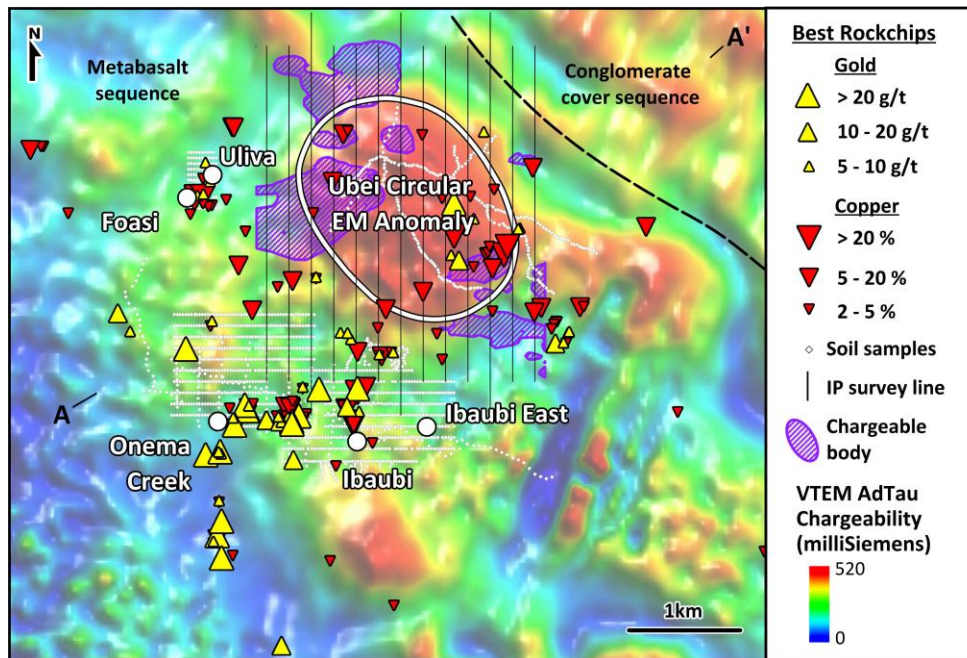 N
Metabasalt
sequence
Conglomerate
cover sequence
A'
Uliva
Foasi
Ubei Circular
EM Anomaly
A
Onema
Creek
Ibaubi East
Ibaubi
1km
Best Rockchips
Gold
> 20 g/t
10 - 20 g/t
5 - 10 g/t
Copper
> 20 %
5 - 20 %
2 - 5 %
Soil samples
IP survey line
Chargeable
body
VTEM AdTau
Chargeability
(milliSiemens)
520
0